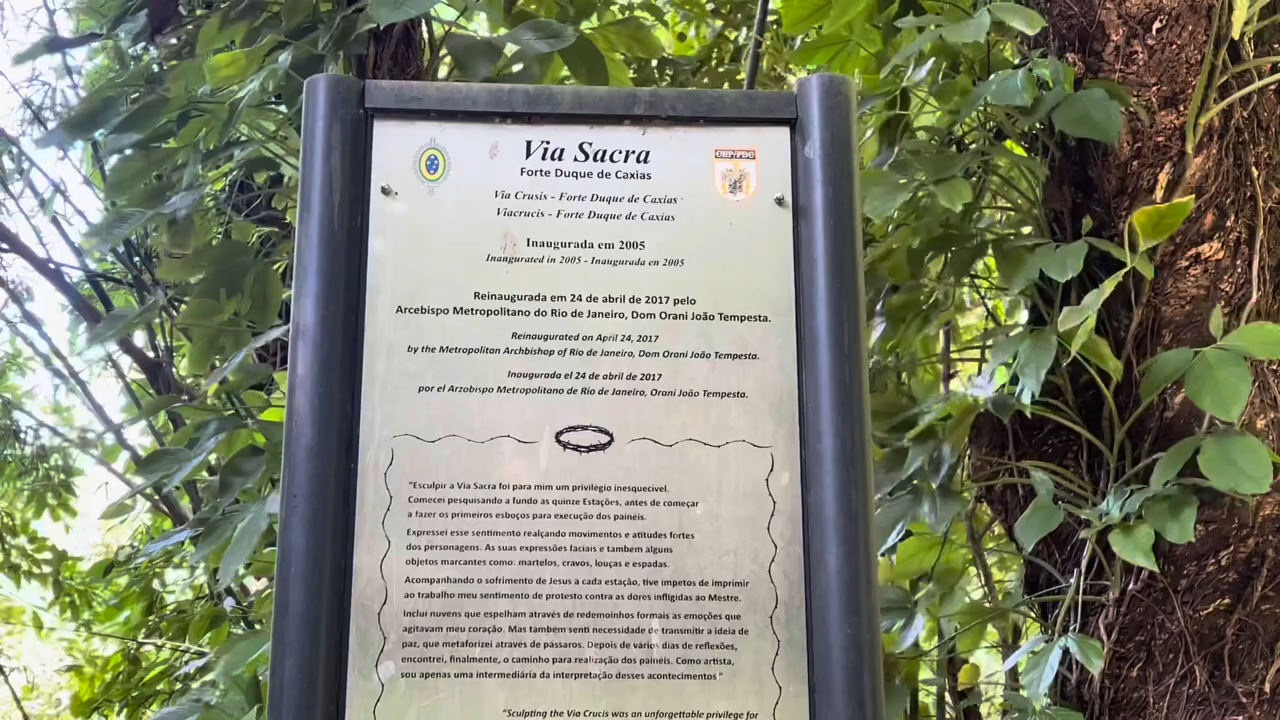 Via Sacra
Forte Duque de Caxias
Via Crusis - Forte Duque de Caxias
Viacrucis - Forte Duque de Caxias
CEP/FDC
Inaugurada em 2005
Inangurated in 2005 - Inaugurada en 2005
Reinaugurada em 24 de abril de 2017 pelo
Arcebispo Metropolitano do Rio de Janeiro, Dom Orani João Tempesta.
Reinaugurated on April 24, 2017
by the Metropolitan Archbishop of Rio de Janeiro, Dom Orani João Tempesta.
Inaugurada el 24 de abril de 2017
por el Arzobispo Metropolitano de Rio de Janeiro, Orani João Tempesta.
"Esculpir a Via Sacra foi para mim um privilégio inesquecível.
Comecei pesquisando a fundo as quinze Estações, antes de começar
a fazer os primeiros esboços para execução dos painéis.
Expressei esse sentimento realçando movimentos e atitudes fortes
dos personagens. As suas expressões faciais e também alguns
objetos marcantes como: martelos, cravos, louças e espadas.
Acompanhando o sofrimento de Jesus a cada estação, tive ímpetos de imprimir
ao trabalho meu sentimento de protesto contra as dores infligidas ao Mestre.
Inclui nuvens que espelham através de redemoinhos formais as emoções que
agitavam meu coração. Mas também senti necessidade de transmitir a ideia de
paz, que metaforizei através de pássaros. Depois de vários dias de reflexões,
encontrei, finalmente, o caminho para realização dos painéis. Como artista,
sou apenas uma intermediária da interpretação desses acontecimentos"
"Sculpting the Via Crucis was an unforgettable privilege for